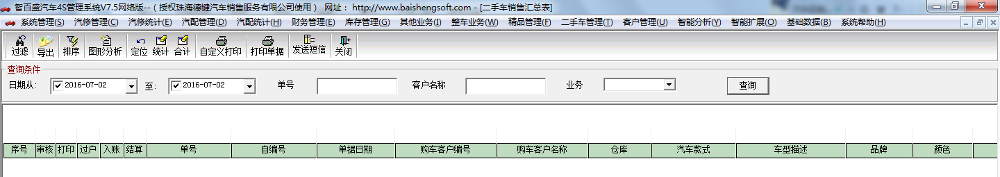 智百盛汽车4S管理系统V7.5网络版--（授权珠海德键汽车销售服务有限公司使用） 网址： http://www.baishengsoft.com - [二手车销售汇总表]
系统管理(S) 汽修管理(C) 汽修统计(E) 汽配管理(D) 汽配统计(H) 财务管理(E) 库存管理(G) 其他业务(I) 整车业务(W) 精品管理(F) 二手车管理(T) 客户管理(U) 智能分析(Y) 智能扩展(O) 基础数据(B) 系统帮助(H)
过滤 导出 排序 图形分析 定位 统计 合计 自定义打印 打印单据 发送短信 关闭
查询条件
日期从: 2016-07-02 至: 2016-07-02 单号 客户名称 业务 查询
序号 审核 打印 过户 入账 结算 单号 自编号 单据日期 购车客户编号 购车客户名称 仓库 汽车款式 车型描述 品牌 颜色